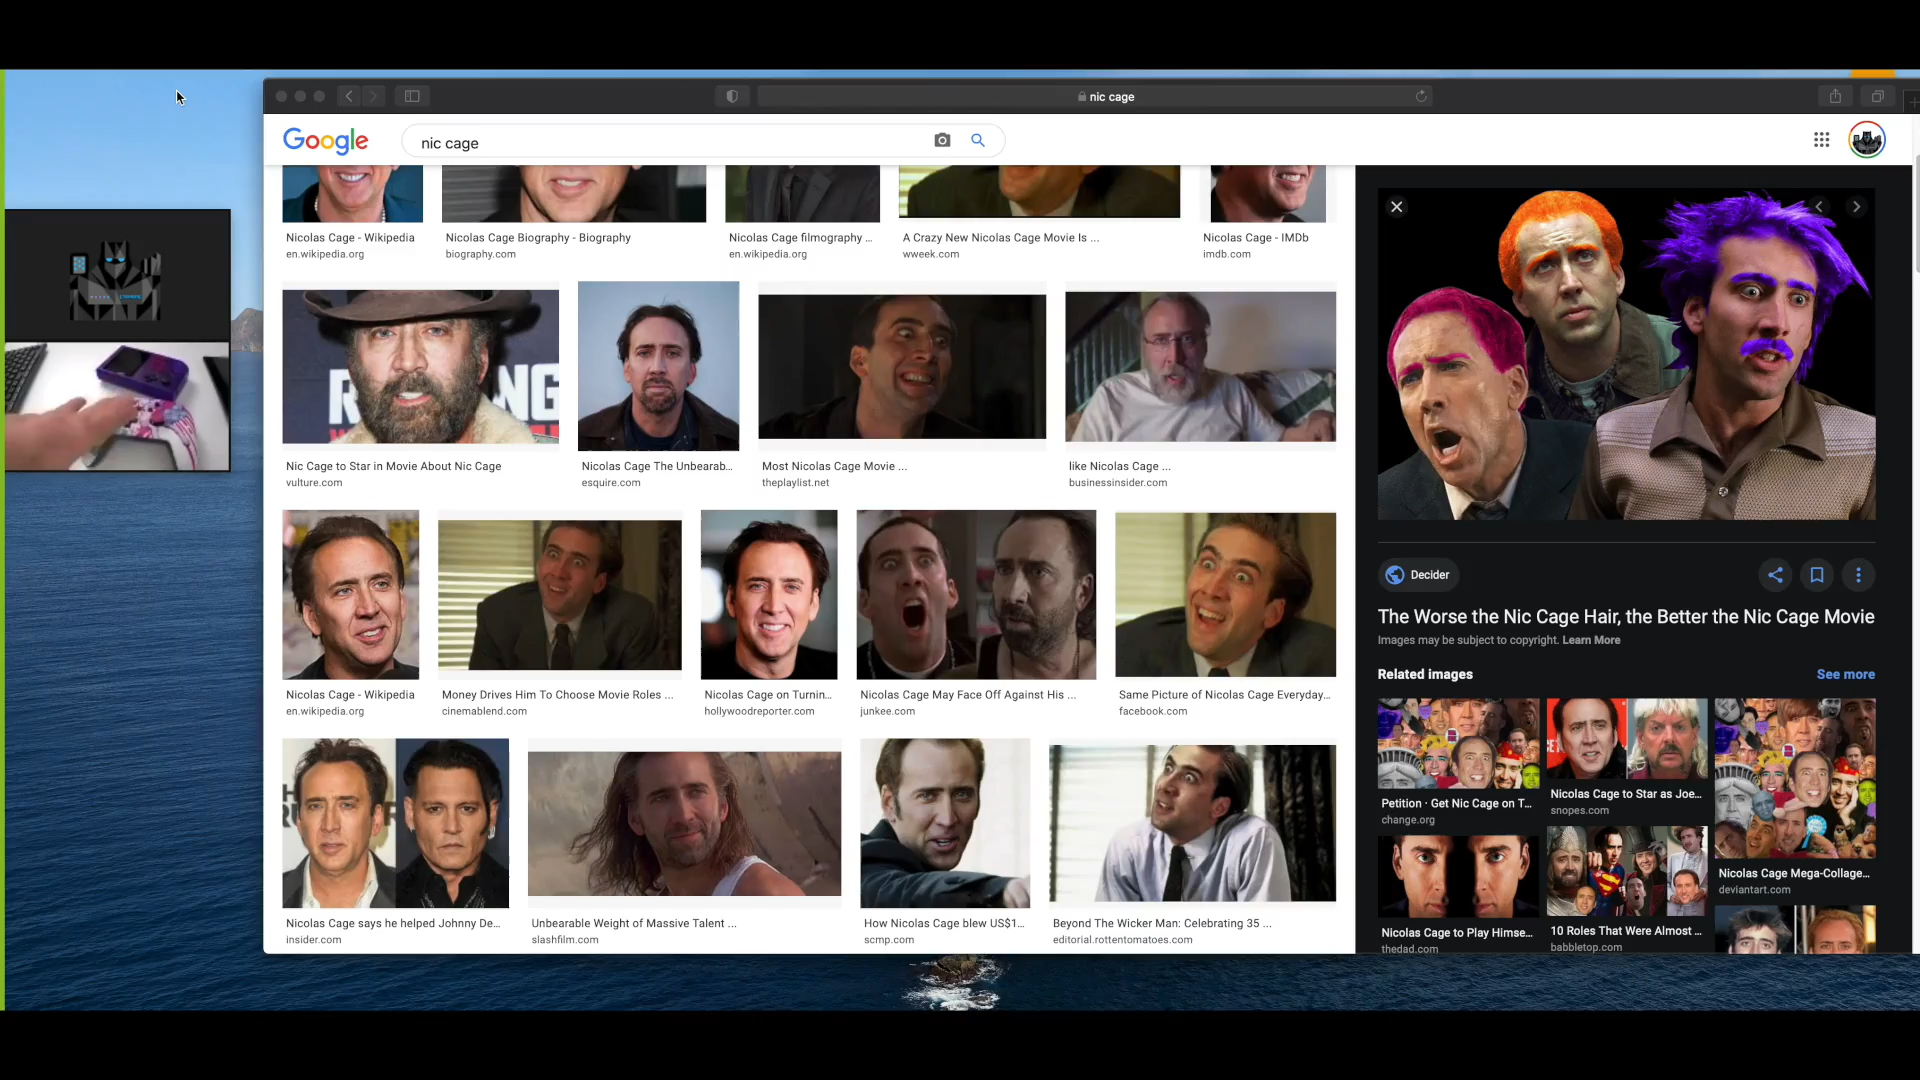 nic cage
Google
nic cage
Nicolas Cage - Wikipedia
en.wikipedia.org
Nicolas Cage Biography - Biography
biography.com
Nicolas Cage filmography ...
en.wikipedia.org
A Crazy New Nicolas Cage Movie Is ...
wweek.com
Nicolas Cage - IMDb
imdb.com
Nic Cage to Star in Movie About Nic Cage
vulture.com
Nicolas Cage The Unbearab...
esquire.com
Most Nicolas Cage Movie ...
theplaylist.net
like Nicolas Cage ...
businessinsider.com
Nicolas Cage - Wikipedia
en.wikipedia.org
Money Drives Him To Choose Movie Roles ...
cinemablend.com
Nicolas Cage on Turnin...
hollywoodreporter.com
Nicolas Cage May Face Off Against His ...
junkee.com
Same Picture of Nicolas Cage Everyday...
facebook.com
Nicolas Cage says he helped Johnny De...
insider.com
Unbearable Weight of Massive Talent ...
slashfilm.com
How Nicolas Cage blew US$1...
scmp.com
Beyond The Wicker Man: Celebrating 35 ...
editorial.rottentomatoes.com
Decider
The Worse the Nic Cage Hair, the Better the Nic Cage Movie
Images may be subject to copyright. Learn More
Related images
See more
Petition · Get Nic Cage on T...
change.org
Nicolas Cage to Star as Joe...
snopes.com
Nicolas Cage Mega-Collage...
deviantart.com
Nicolas Cage to Play Himse...
thedad.com
10 Roles That Were Almost ...
babbletop.com